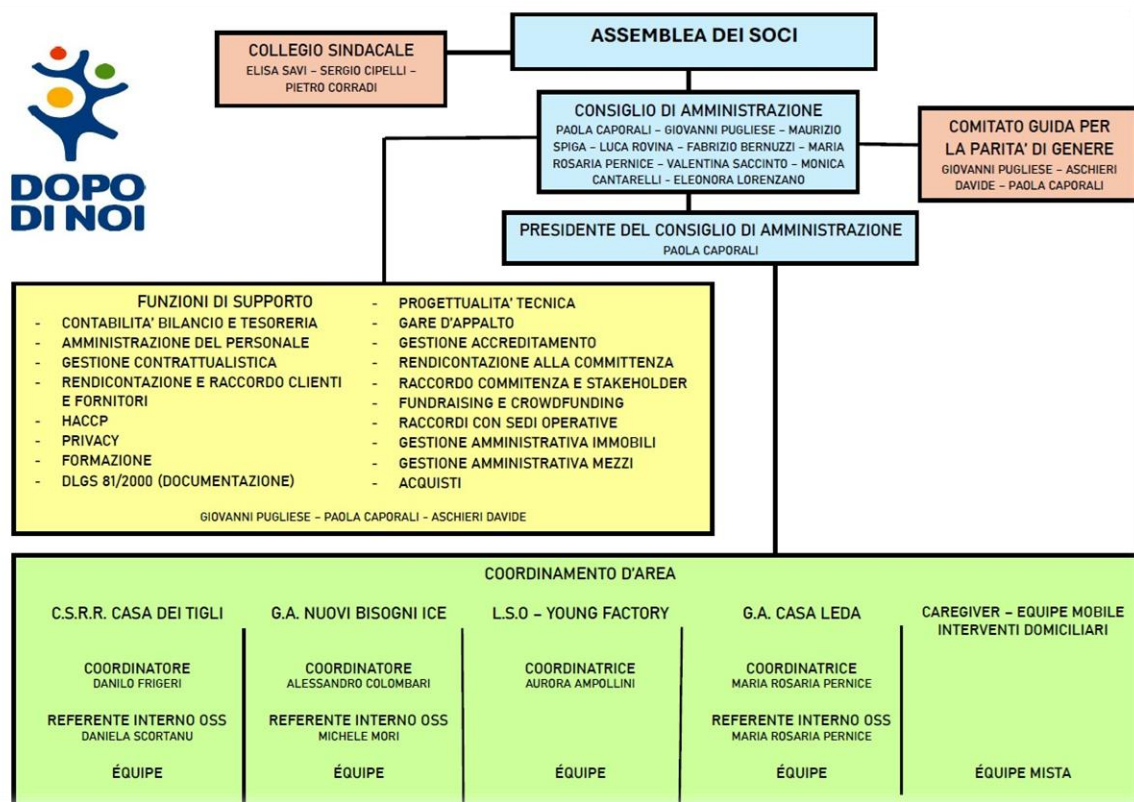 ASSEMBLEA DEI SOCI
COLLEGIO SINDACALE
ELISA SAVI – SERGIO CIPELLI –
PIETRO CORRADI
DOPO
DI NOI
CONSIGLIO DI AMMINISTRAZIONE
PAOLA CAPORALI – GIOVANNI PUGLIESE – MAURIZIO
SPIGA – LUCA ROVINA – FABRIZIO BERNUZZI – MARIA
ROSARIA PERNICE – VALENTINA SACCINTO – MONICA
CANTARELLI - ELEONORA LORENZANO
COMITATO GUIDA PER
LA PARITA' DI GENERE
GIOVANNI PUGLIESE – ASCHIERI
DAVIDE – PAOLA CAPORALI
PRESIDENTE DEL CONSIGLIO DI AMMINISTRAZIONE
PAOLA CAPORALI
FUNZIONI DI SUPPORTO
- CONTABILITA' BILANCIO E TESORERIA
- AMMINISTRAZIONE DEL PERSONALE
- GESTIONE CONTRATTUALISTICA
- RENDICONTAZIONE E RACCORDO CLIENTI
E FORNITORI
- HACCP
- PRIVACY
- FORMAZIONE
- DLGS 81/2000 (DOCUMENTAZIONE)
- PROGETTUALITA' TECNICA
- GARE D'APPALTO
- GESTIONE ACCREDITAMENTO
- RENDICONTAZIONE ALLA COMMITTENZA
- RACCORDO COMMITENZA E STAKEHOLDER
- FUNDRAISING E CROWDFUNDING
- RACCORDI CON SEDI OPERATIVE
- GESTIONE AMMINISTRATIVA IMMOBILI
- GESTIONE AMMINISTRATIVA MEZZI
- ACQUISTI
GIOVANNI PUGLIESE – PAOLA CAPORALI - ASCHIERI DAVIDE
COORDINAMENTO D'AREA
C.S.R.R. CASA DEI TIGLI
COORDINATORE
DANILO FRIGERI
REFERENTE INTERNO OSS
DANIELA SCORTANU
ÉQUIPE
G.A. NUOVI BISOGNI ICE
COORDINATORE
ALESSANDRO COLOMBARI
REFERENTE INTERNO OSS
MICHELE MORI
ÉQUIPE
L.S.O – YOUNG FACTORY
COORDINATRICE
AURORA AMPOLLINI
ÉQUIPE
G.A. CASA LEDA
COORDINATRICE
MARIA ROSARIA PERNICE
REFERENTE INTERNO OSS
MARIA ROSARIA PERNICE
ÉQUIPE
CAREGIVER – EQUIPE MOBILE
INTERVENTI DOMICILIARI
ÉQUIPE MISTA